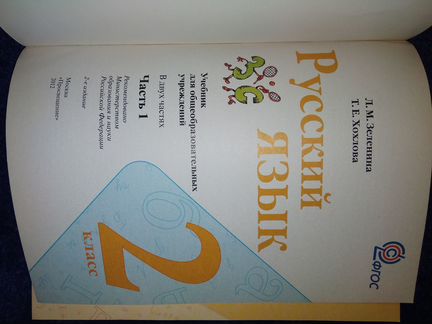 Л. М. Зеленина
Т. Е. Хохлова
ФГОС
Русский
язык
2
класс
Учебник
для общеобразовательных
учреждений
В двух частях
Часть 1
Рекомендовано
Министерством
образования и науки
Российской Федерации
2-е издание
Москва
«Просвещение»
2012